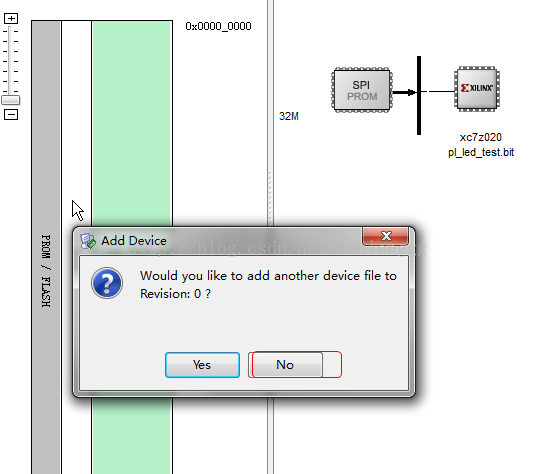 0x0000_0000
SPI
PROM
XILINX
32M
xc7z020
pl_led_test.bit
PROM / FLASH
Add Device
Would you like to add another device file to
Revision: 0 ?
Yes
No